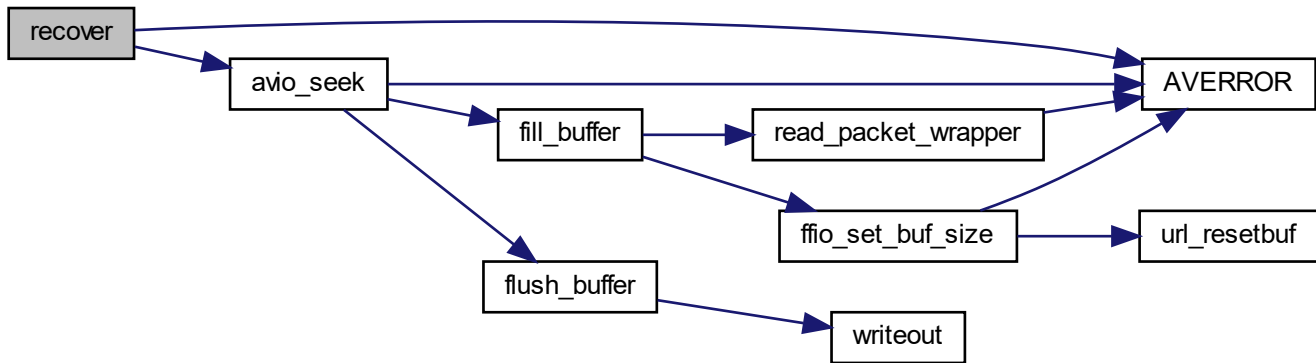 recover
avio_seek
AVERROR
fill_buffer
read_packet_wrapper
ffio_set_buf_size
url_resetbuf
flush_buffer
writeout